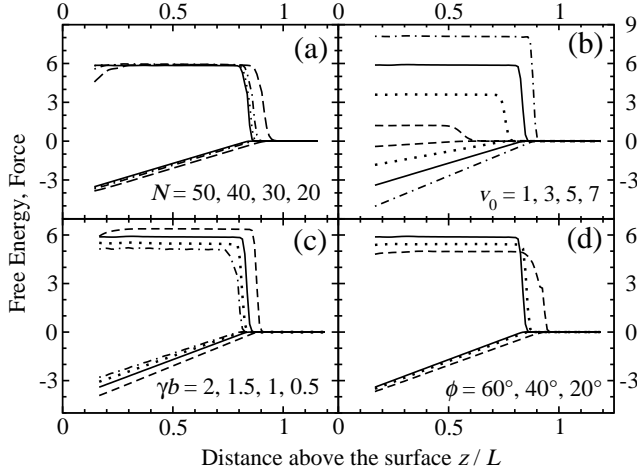 0 0.5 1 0 0.5 1
(a) (b)
6 3 0 -3
9 6 3 0 -3
N = 50, 40, 30, 20
v0 = 1, 3, 5, 7
Free Energy, Force
(c) (d)
6 3 0 -3
6 3 0 -3
γb = 2, 1.5, 1, 0.5
ϕ = 60°, 40°, 20°
0 0.5 1 0 0.5 1
Distance above the surface z / L